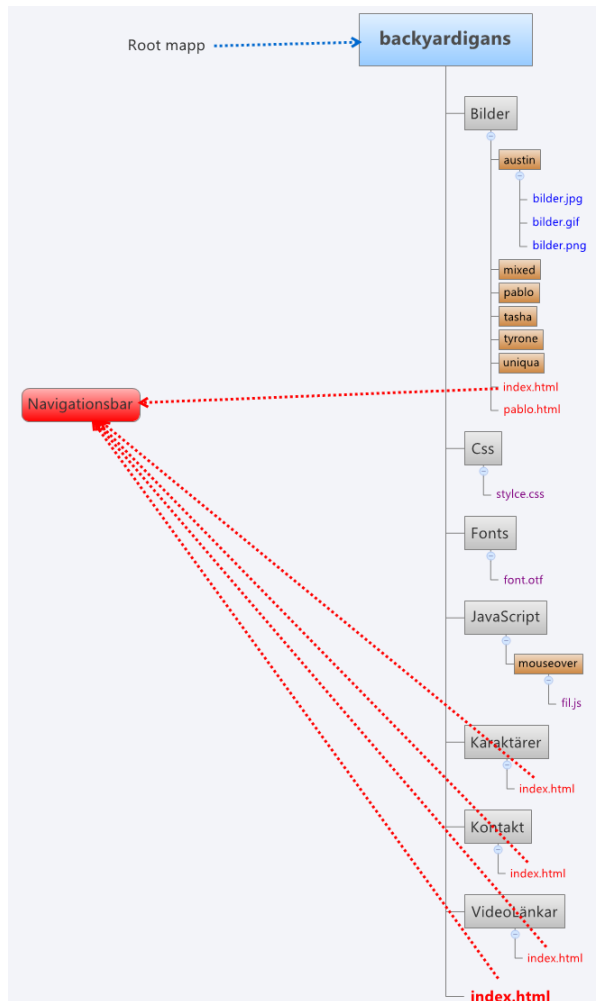 Root mapp
backyardigans
Bilder
austin
bilder.jpg
bilder.gif
bilder.png
mixed
pablo
tasha
tyrone
uniqua
index.html
Navigationsbar
pablo.html
Css
stylce.css
Fonts
font.otf
JavaScript
mouseover
fil.js
Karaktärer
index.html
Kontakt
index.html
VideoLänkar
index.html
index.html